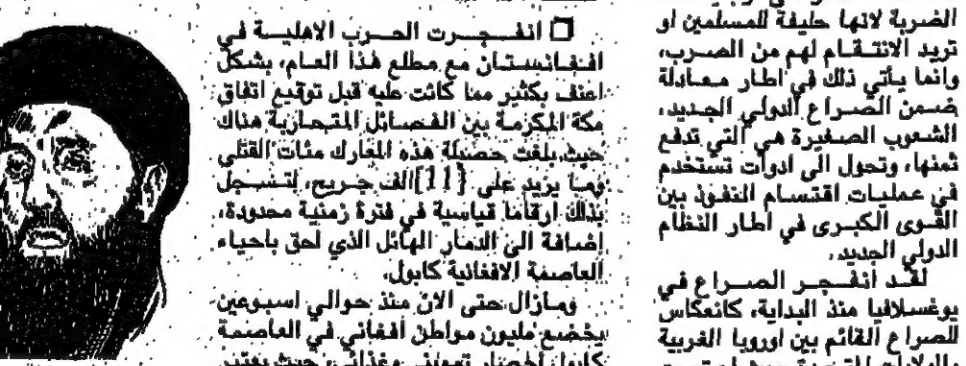 الضربة لانها حليفة للمسلمين او
تريد الانتقام لهم من الصرب،
وانما يأتي ذلك في اطار معادلة
ضمن الصراع الدولي الجديد،
الشعوب الصغيرة هي التي تدفع
ثمنها، وتحول الى ادوات تستخدم
في عمليات اقتسام النفوذ بين
القوى الكبرى في اطار النظام
الدولي الجديد.
لقد انفجر الصراع في
يوغسلافيا منذ البداية، كانعكاس
للصراع القائم بين اوروبا الغربية
انفجرت الحرب الاهلية في
افغانستان مع مطلع هذا العام، بشكل
اعنف بكثير مما كانت عليه قبل توقيع اتفاق
مكة المكرمة بين الفصائل المتحاربة هناك
حيث بلغت حصيلة هذه المعارك مئات القتلى
وما يزيد على {11} الف جريح، لتسجل
بذلك ارقاما قياسية في فترة زمنية محدودة،
إضافة الى الدمار الهائل الذي لحق باحياء
العاصمة الافغانية كابول.
ومازال حتى الان منذ حوالي اسبوعين
يخضع مليون مواطن أفغاني في العاصمة